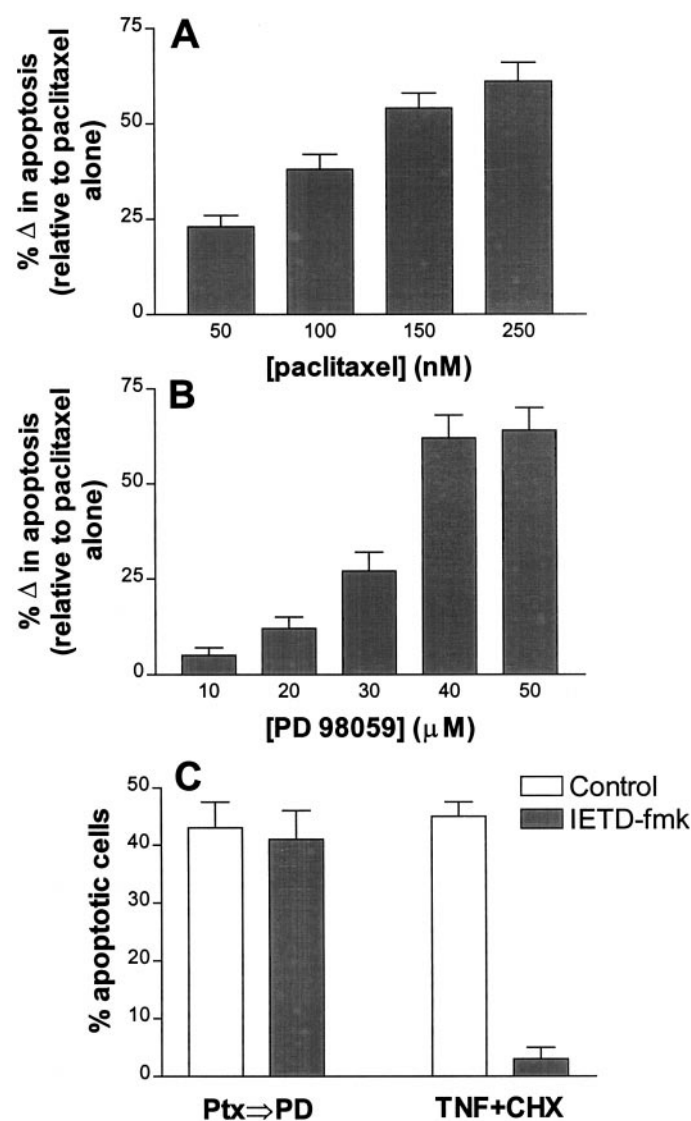 A
% Δ in apoptosis
(relative to paclitaxel
alone)
75
50
25
0
50 100 150 250
[paclitaxel] (nM)
B
% Δ in apoptosis
(relative to paclitaxel
alone)
75
50
25
0
10 20 30 40 50
[PD 98059] (μM)
C
% apoptotic cells
50
40
30
20
10
0
Control
IETD-fmk
Ptx⇒PD TNF+CHX